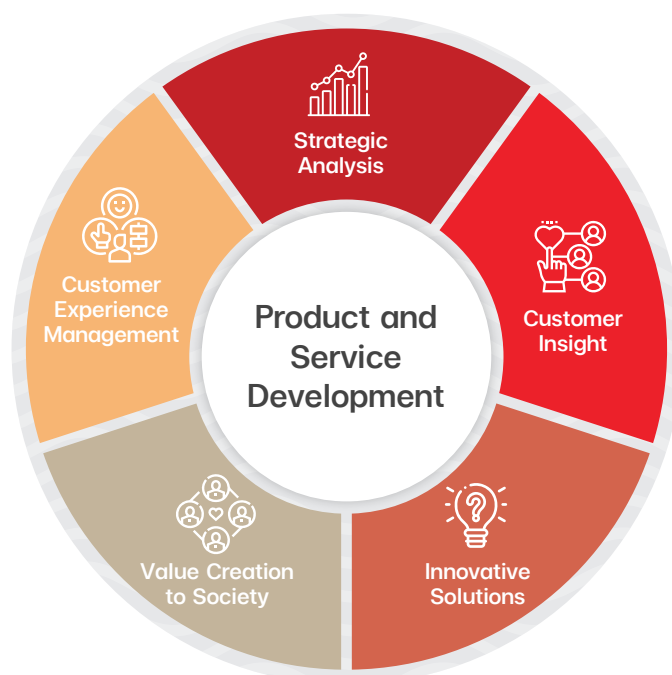 Strategic
Analysis
Customer
Insight
Innovative
Solutions
Value Creation
to Society
Customer
Experience
Management
Product and
Service
Development